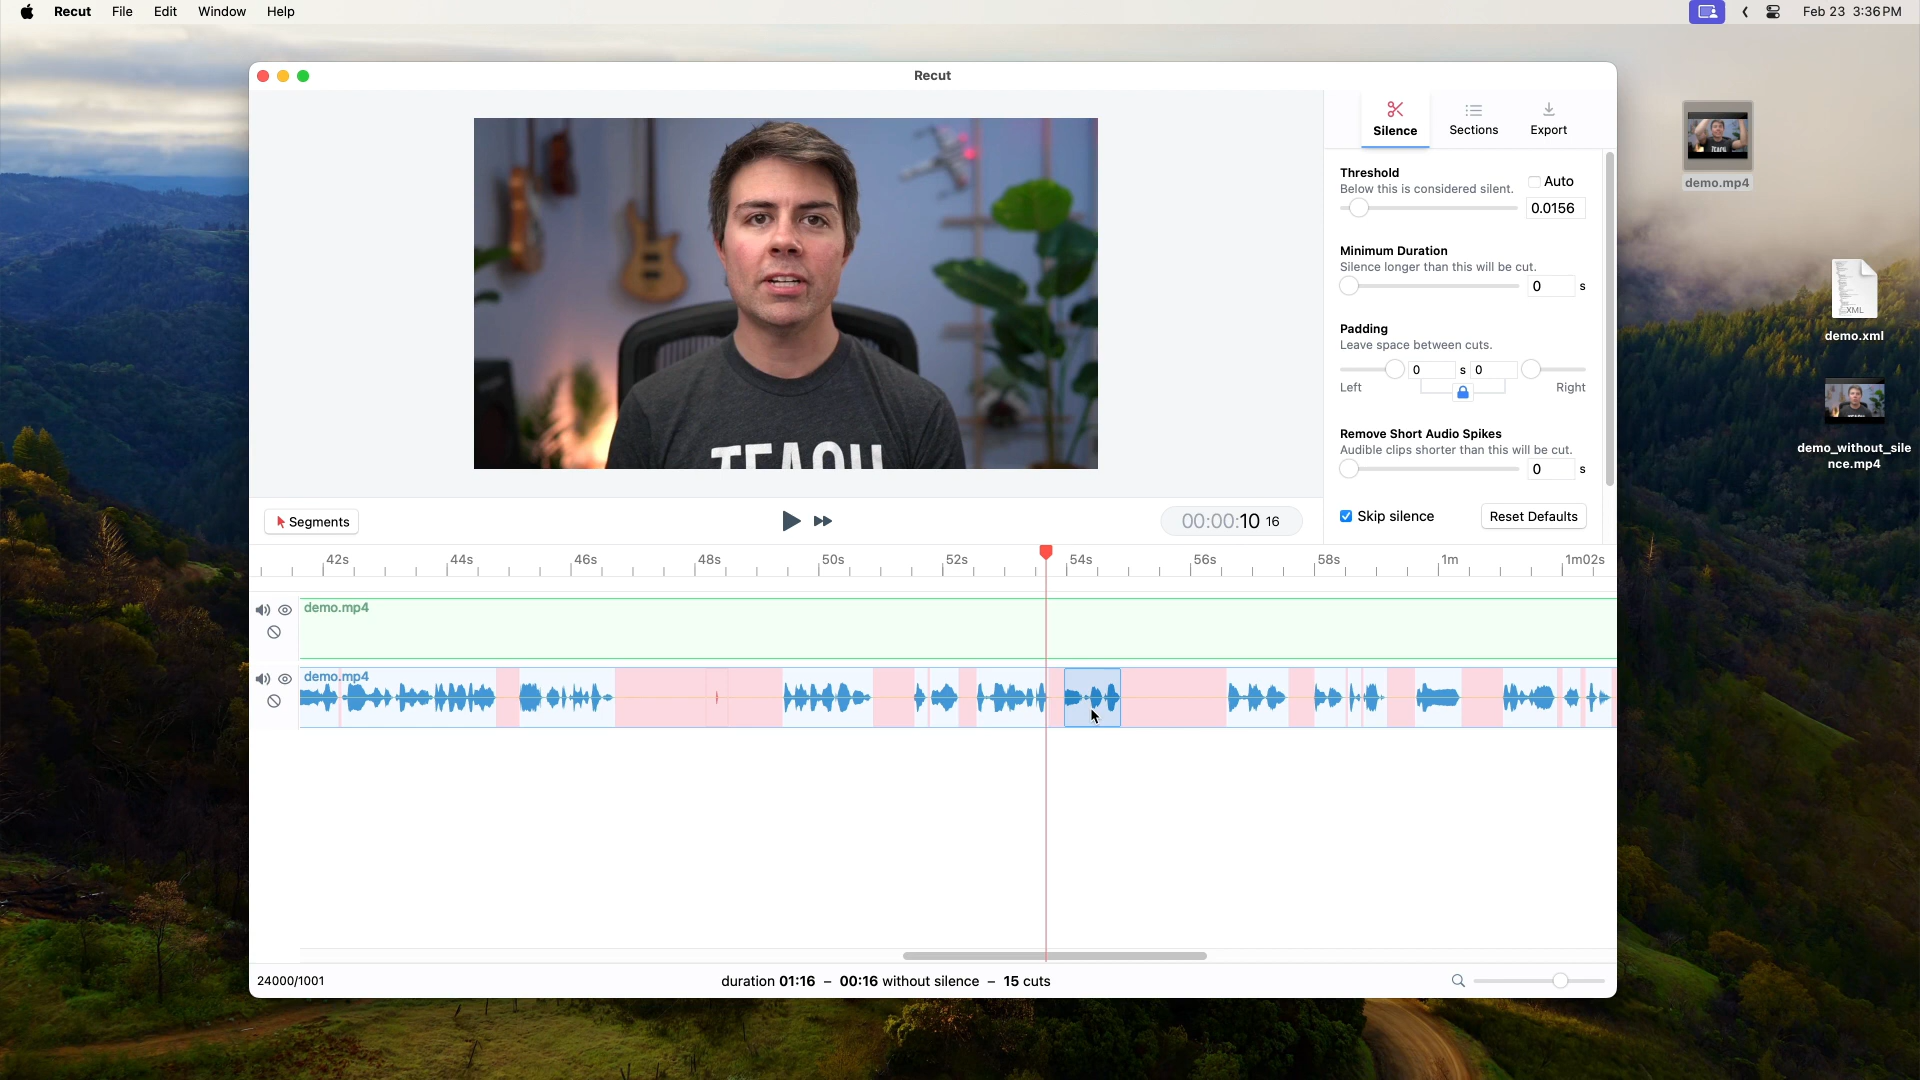 Recut File Edit Window Help
Feb 23 3:36 PM
Recut
TEACH
Silence Sections Export
Threshold
Below this is considered silent.
Auto
0.0156
Minimum Duration
Silence longer than this will be cut.
0 s
Padding
Leave space between cuts.
0 s 0
Left Right
Remove Short Audio Spikes
Audible clips shorter than this will be cut.
0 s
Skip silence
Reset Defaults
Segments
00:00:10 16
42s 44s 46s 48s 50s 52s 54s 56s 58s 1m 1m02s
demo.mp4
demo.mp4
24000/1001
duration 01:16 – 00:16 without silence – 15 cuts
demo.mp4
XML
demo.xml
demo_without_sile
nce.mp4